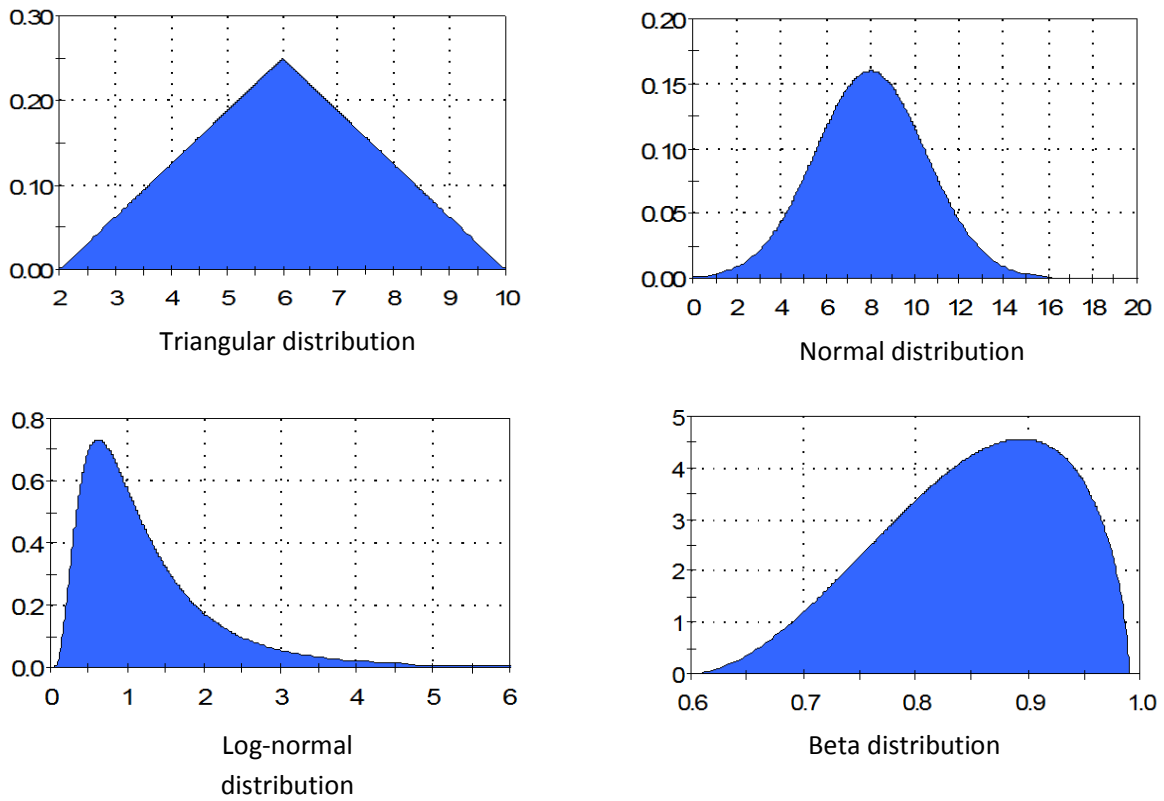 0.30
0.20
0.10
0.00
2 3 4 5 6 7 8 9 10
Triangular distribution
0.20
0.15
0.10
0.05
0.00
0 2 4 6 8 10 12 14 16 18 20
Normal distribution
0.8
0.6
0.4
0.2
0.0
0 1 2 3 4 5 6
Log-normal
distribution
5
4
3
2
1
0
0.6 0.7 0.8 0.9 1.0
Beta distribution